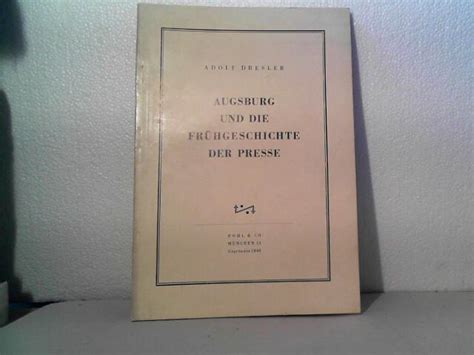 ADOLF DRESLER
AUGSBURG
UND DIE
FRÜHGESCHICHTE
DER PRESSE
POHL & CO
MÜNCHEN